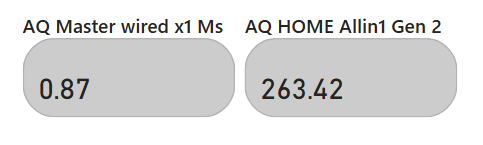 AQ Master wired x1 Ms
0.87
AQ HOME Allin1 Gen 2
263.42